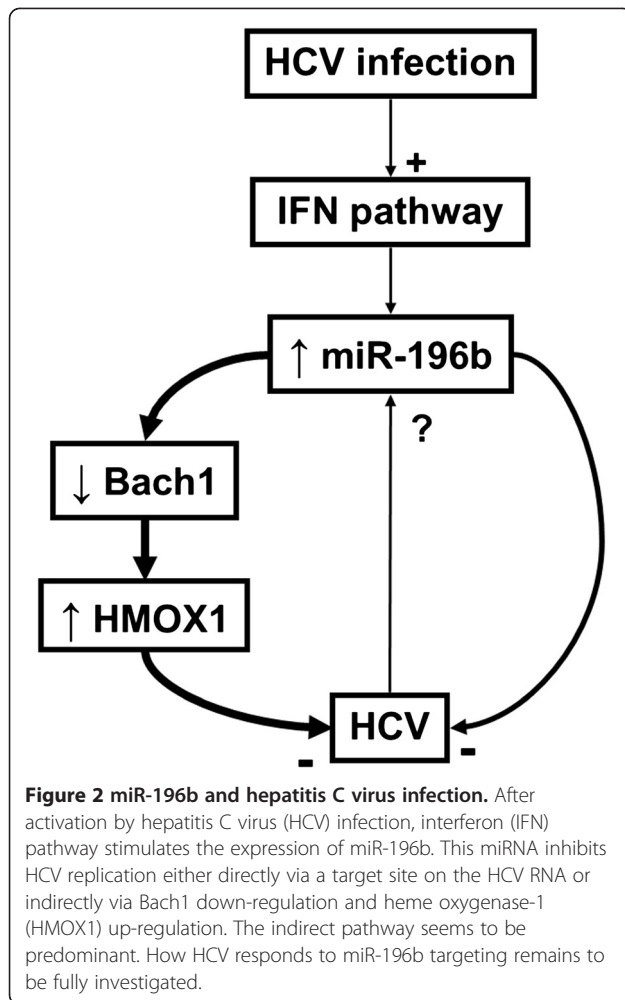 HCV infection
+
IFN pathway
↑ miR-196b
?
↓ Bach1
↑ HMOX1
HCV
- -
Figure 2 miR-196b and hepatitis C virus infection. After
activation by hepatitis C virus (HCV) infection, interferon (IFN)
pathway stimulates the expression of miR-196b. This miRNA inhibits
HCV replication either directly via a target site on the HCV RNA or
indirectly via Bach1 down-regulation and heme oxygenase-1
(HMOX1) up-regulation. The indirect pathway seems to be
predominant. How HCV responds to miR-196b targeting remains to
be fully investigated.